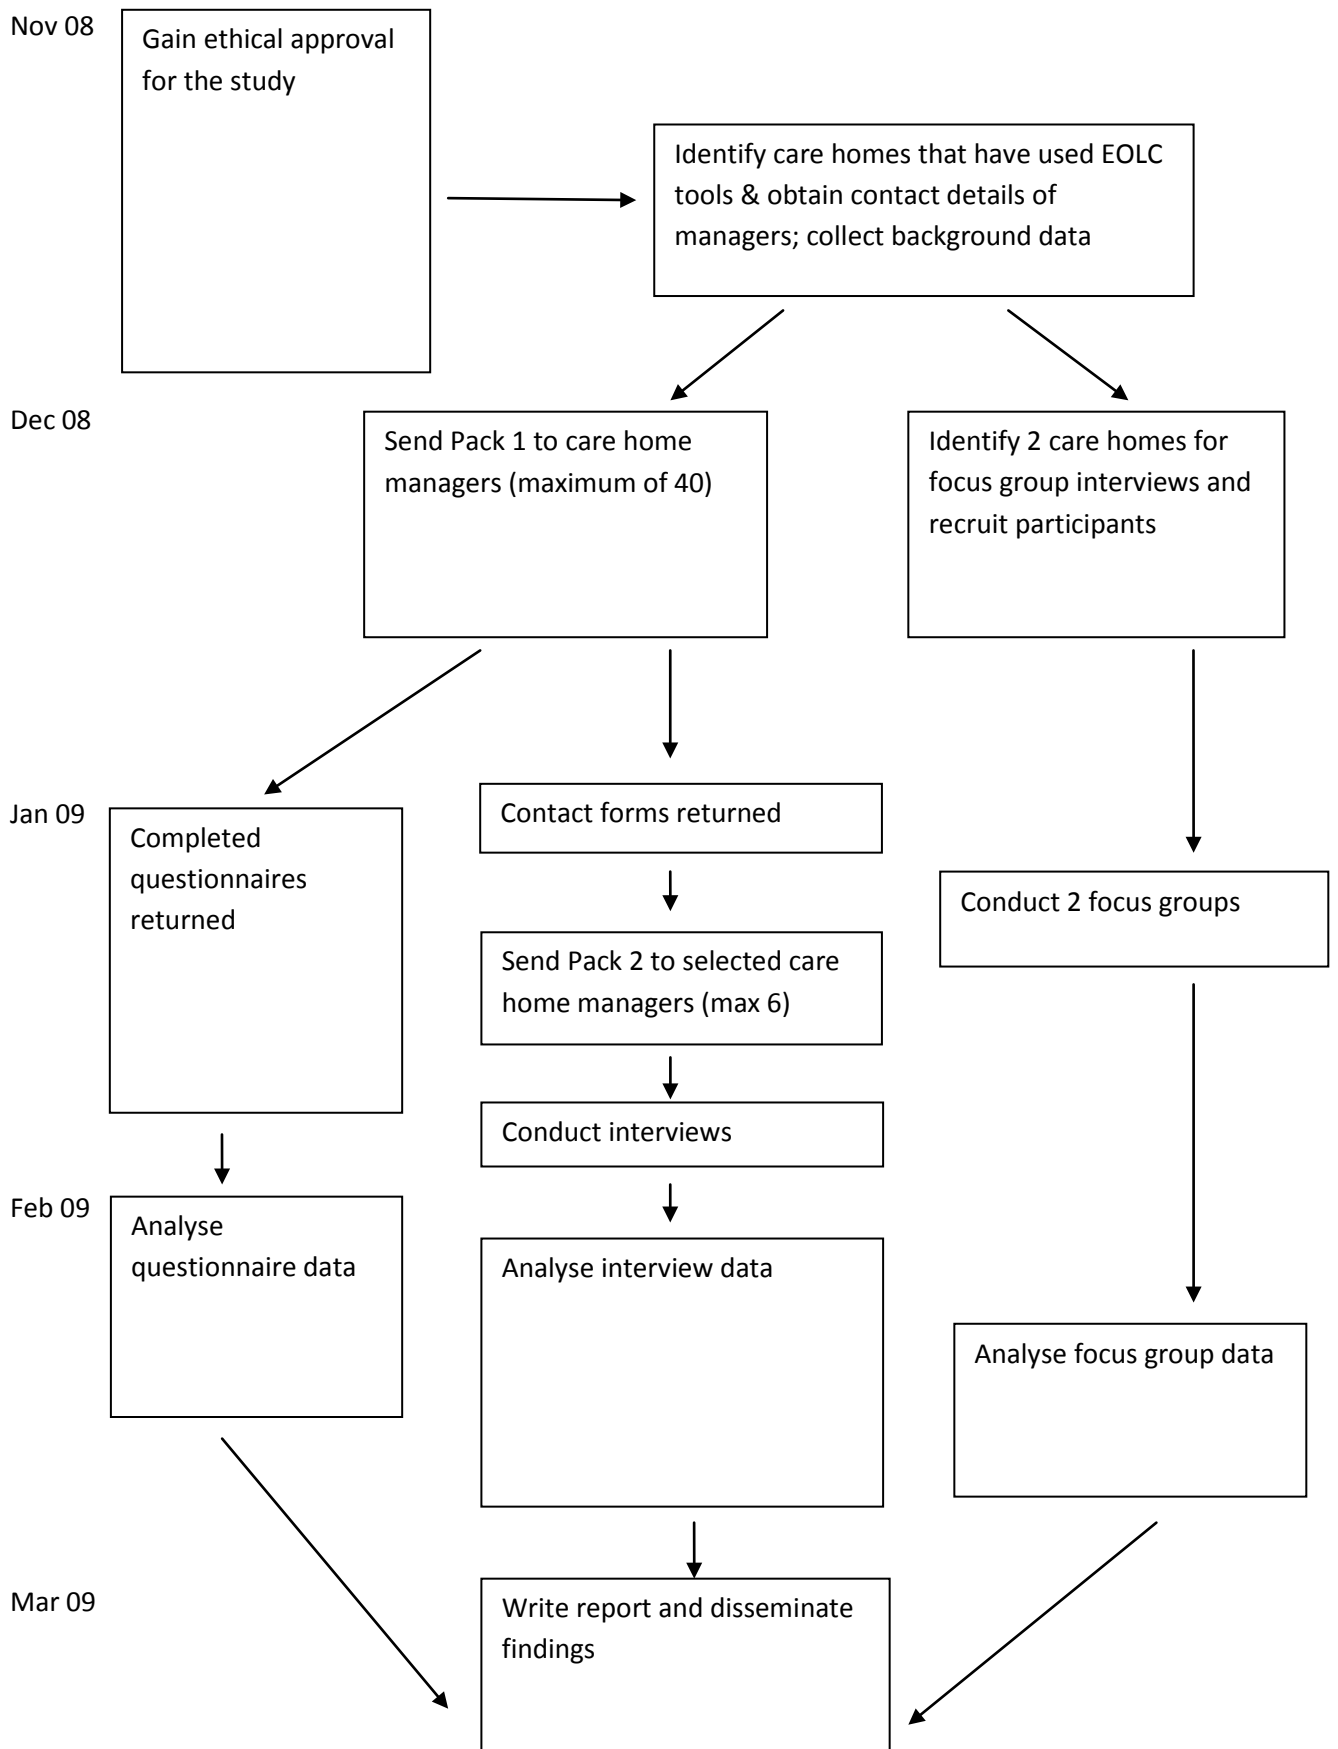 Nov 08
Gain ethical approval
for the study
Identify care homes that have used EOLC
tools & obtain contact details of
managers; collect background data
Dec 08
Send Pack 1 to care home
managers (maximum of 40)
Identify 2 care homes for
focus group interviews and
recruit participants
Jan 09
Completed
questionnaires
returned
Contact forms returned
Send Pack 2 to selected care
home managers (max 6)
Conduct interviews
Conduct 2 focus groups
Feb 09
Analyse
questionnaire data
Analyse interview data
Analyse focus group data
Mar 09
Write report and disseminate
findings